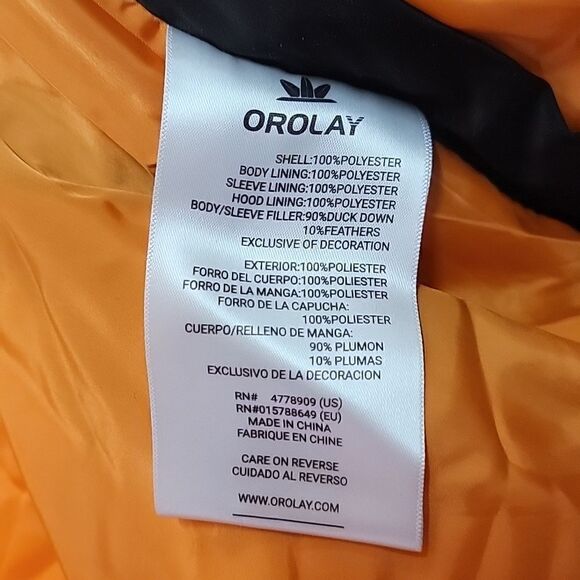 OROLAY
SHELL:100%POLYESTER
BODY LINING:100%POLYESTER
SLEEVE LINING:100%POLYESTER
HOOD LINING:100%POLYESTER
BODY/SLEEVE FILLER:90%DUCK DOWN
10%FEATHERS
EXCLUSIVE OF DECORATION
EXTERIOR:100%POLIESTER
FORRO DEL CUERPO:100%POLIESTER
FORRO DE LA MANGA:100%POLIESTER
FORRO DE LA CAPUCHA:
100%POLIESTER
CUERPO/RELLENO DE MANGA:
90% PLUMON
10% PLUMAS
EXCLUSIVO DE LA DECORACION
RN# 4778909 (US)
RN#015788649 (EU)
MADE IN CHINA
FABRIQUE EN CHINE
CARE ON REVERSE
CUIDADO AL REVERSO
WWW.OROLAY.COM